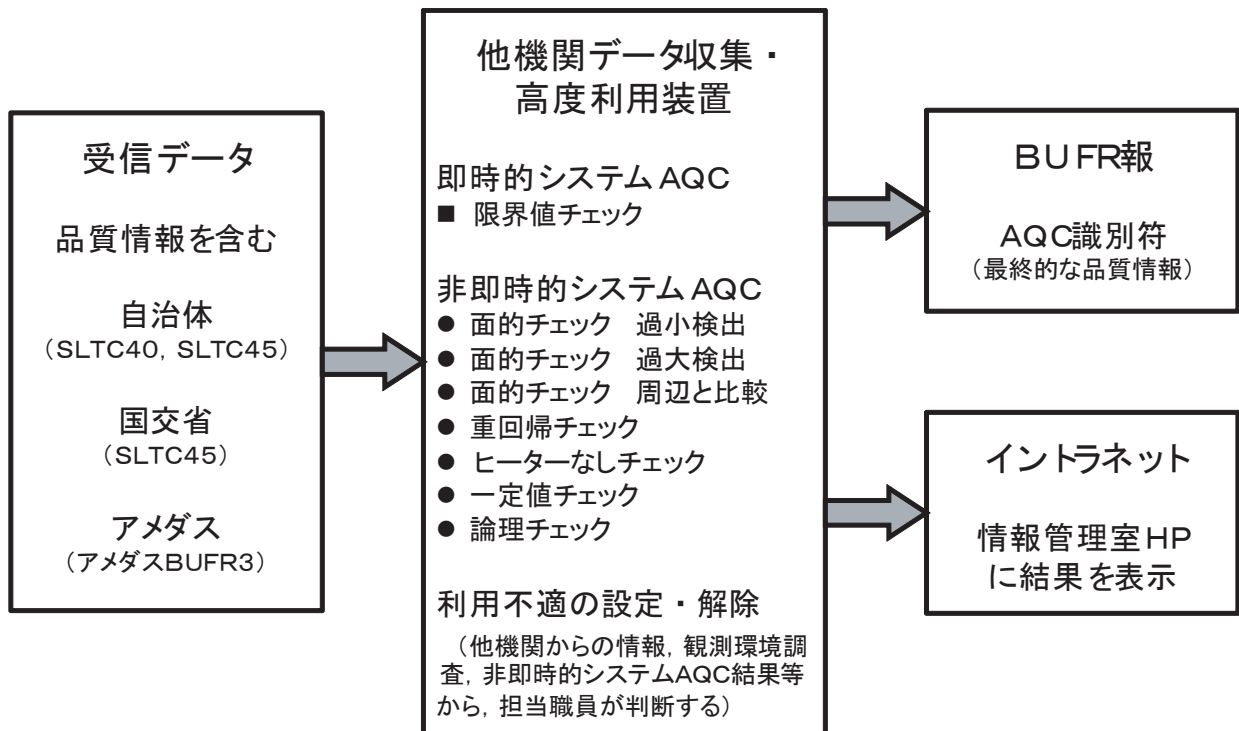 受信データ
品質情報を含む
自治体
（SLTC40，SLTC45）
国交省
（SLTC45）
アメダス
（アメダスBUFR3）
他機関データ収集・
高度利用装置
即時的システムAQC
■ 限界値チェック
非即時的システムAQC
● 面的チェック　過小検出
● 面的チェック　過大検出
● 面的チェック　周辺と比較
● 重回帰チェック
● ヒーターなしチェック
● 一定値チェック
● 論理チェック
利用不適の設定・解除
（他機関からの情報，観測環境調
査，非即時的システムAQC結果等
から，担当職員が判断する）
BUFR報
AQC識別符
（最終的な品質情報）
イントラネット
情報管理室HP
に結果を表示